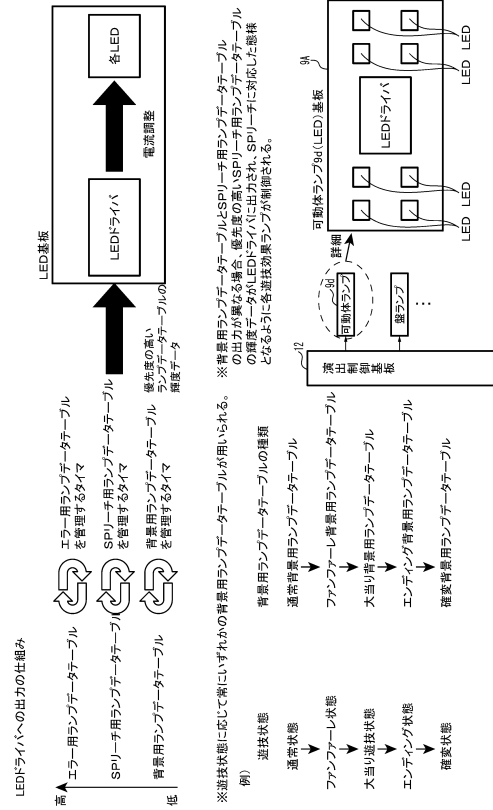 LEDドライバへの出力の仕組み
高
低
エラー用ランプデータテーブル
SPリーチ用ランプデータテーブル
背景用ランプデータテーブル
エラー用ランプデータテーブル
を管理するタイマ
SPリーチ用ランプデータテーブル
を管理するタイマ
背景用ランプデータテーブル
を管理するタイマ
優先度の高い
ランプデータテーブルの
輝度データ
LED基板
LEDドライバ
電流調整
各LED
※遊技状態に応じて常にいずれかの背景用ランプデータテーブルが用いられる。
例)
遊技状態
通常状態
ファンファーレ状態
大当り遊技状態
エンディング状態
確変状態
背景用ランプデータテーブルの種類
通常背景用ランプデータテーブル
ファンファーレ背景用ランプデータテーブル
大当り背景用ランプデータテーブル
エンディング背景用ランプデータテーブル
確変背景用ランプデータテーブル
※背景用ランプデータテーブルとSPリーチ用ランプデータテーブル
の出力が異なる場合、優先度の高いSPリーチ用ランプデータテーブル
の輝度データがLEDドライバに出力され、SPリーチに対応した態様
となるように各遊技効果ランプが制御される。
12
演出制御基板
9d
可動体ランプ
盤ランプ
…
詳細
可動体ランプ9d(LED)基板
9A
LEDドライバ
LED
LED
LED
LED
LED
LED